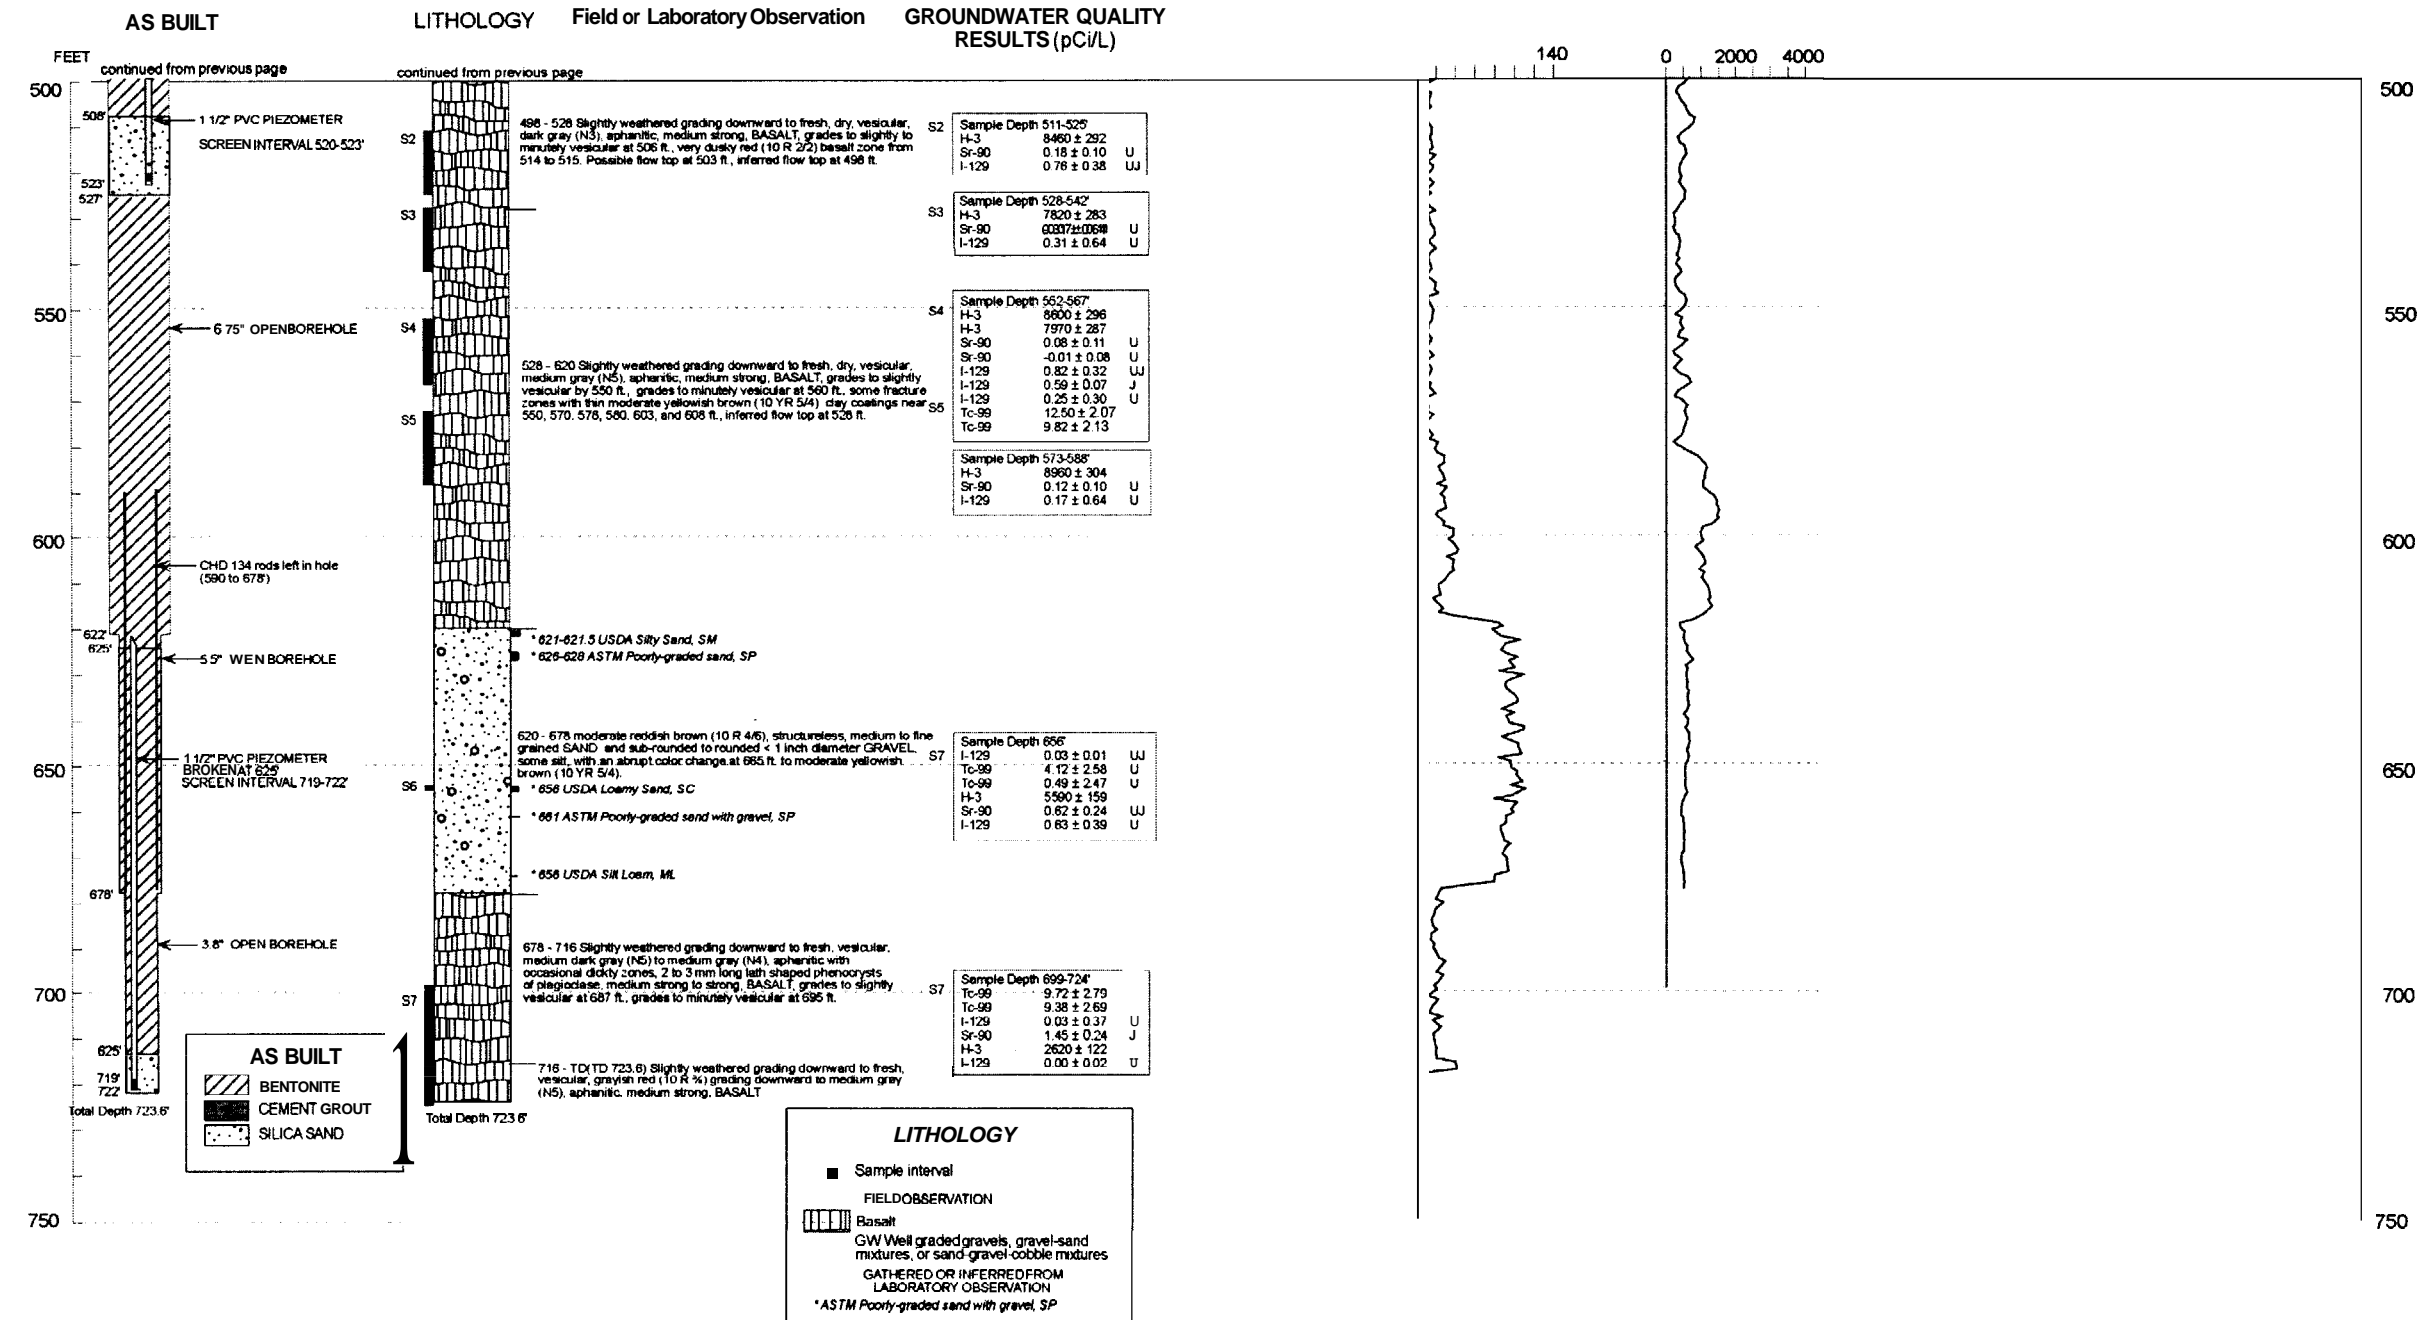 AS BUILT
LITHOLOGY
Field or Laboratory Observation
GROUNDWATER QUALITY
RESULTS (pCi/L)
FEET
continued from previous page
continued from previous page
140
0 2000 4000
500
508'
1 1/2" PVC PIEZOMETER
SCREEN INTERVAL 520-523'
523'
527'
550
6 75" OPEN BOREHOLE
600
CHD 134 rods left in hole
(590 to 678')
622'
625'
5 5" WEN BOREHOLE
1 1/2" PVC PIEZOMETER
BROKEN AT 625'
SCREEN INTERVAL 719-722'
650
678'
3.8" OPEN BOREHOLE
700
625'
719'
722'
Total Depth 723.6'
750
AS BUILT
BENTONITE
CEMENT GROUT
SILICA SAND
1
S2
S3
S4
S5
S6
S7
Total Depth 723 6'
498 - 528 Slightly weathered grading downward to fresh, dry, vesicular,
dark gray (N3), aphanitic, medium strong, BASALT, grades to slightly to
minutely vesicular at 506 ft., very dusky red (10 R 2/2) basalt zone from
514 to 515. Possible flow top at 503 ft., inferred flow top at 498 ft.
528 - 620 Slightly weathered grading downward to fresh, dry, vesicular,
medium gray (N5), aphanitic, medium strong, BASALT, grades to slightly
vesicular by 550 ft., grades to minutely vesicular at 560 ft., some fracture
zones with thin moderate yellowish brown (10 YR 5/4) clay coatings near
550, 570. 578, 580. 603, and 608 ft., inferred flow top at 528 ft.
* 621-621.5 USDA Silty Sand, SM
* 626-628 ASTM Poorly-graded sand, SP
620 - 678 moderate reddish brown (10 R 4/6), structureless, medium to fine
grained SAND and sub-rounded to rounded < 1 inch diameter GRAVEL,
some silt, with an abrupt color change at 665 ft. to moderate yellowish
brown (10 YR 5/4).
* 656 USDA Loamy Sand, SC
* 661 ASTM Poorly-graded sand with gravel, SP
* 656 USDA Silt Loam, ML
678 - 716 Slightly weathered grading downward to fresh, vesicular,
medium dark gray (N5) to medium gray (N4), aphanitic with
occasional dickty zones, 2 to 3 mm long lath shaped phenocrysts
of plagioclase, medium strong to strong, BASALT, grades to slightly
vesicular at 687 ft., grades to minutely vesicular at 695 ft.
716 - TD(TD 723.6) Slightly weathered grading downward to fresh,
vesicular, grayish red (10 R ¾) grading downward to medium gray
(N5), aphanitic. medium strong, BASALT
S2
Sample Depth 511-525'
H-3 8460 ± 292
Sr-90 0.18 ± 0.10 U
I-129 0.76 ± 0.38 UJ
S3
Sample Depth 528-542'
H-3 7820 ± 283
Sr-90 U
I-129 0.31 ± 0.64 U
S4
Sample Depth 552-567'
H-3 8600 ± 296
H-3 7970 ± 287
Sr-90 0.08 ± 0.11 U
Sr-90 -0.01 ± 0.08 U
I-129 0.82 ± 0.32 UJ
I-129 0.59 ± 0.07 J
I-129 0.25 ± 0.30 U
Tc-99 12.50 ± 2.07
Tc-99 9.82 ± 2.13
S5
Sample Depth 573-588'
H-3 8960 ± 304
Sr-90 0.12 ± 0.10 U
I-129 0.17 ± 0.64 U
S7
Sample Depth 656'
I-129 0.03 ± 0.01 UJ
Tc-99 4.12 ± 2.58 U
Tc-99 0.49 ± 2.47 U
H-3 5590 ± 159
Sr-90 0.62 ± 0.24 UJ
I-129 0.63 ± 0.39 U
S7
Sample Depth 699-724'
Tc-99 9.72 ± 2.79
Tc-99 9.38 ± 2.69
I-129 0.03 ± 0.37 U
Sr-90 1.45 ± 0.24 J
H-3 2620 ± 122
I-129 0.00 ± 0.02 U
LITHOLOGY
Sample interval
FIELD OBSERVATION
Basalt
GW Well graded gravels, gravel-sand
mixtures, or sand-gravel-cobble mixtures
GATHERED OR INFERRED FROM
LABORATORY OBSERVATION
* ASTM Poorly-graded sand with gravel, SP
500
550
600
650
700
750